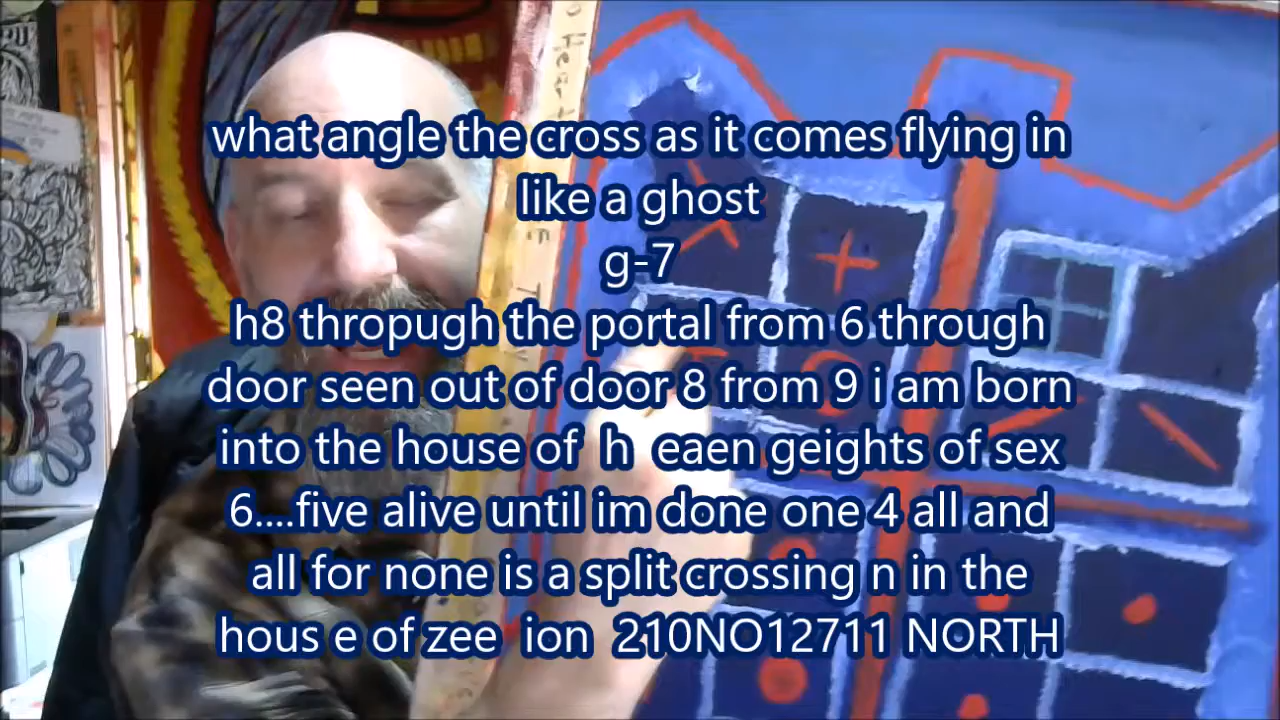 what angle the cross as it comes flying in
like a ghost
g-7
h8 thropugh the portal from 6 through
door seen out of door 8 from 9 i am born
into the house of h eaen geights of sex
6....five alive until im done one 4 all and
all for none is a split crossing n in the
hous e of zee ion 210NO12711 NORTH